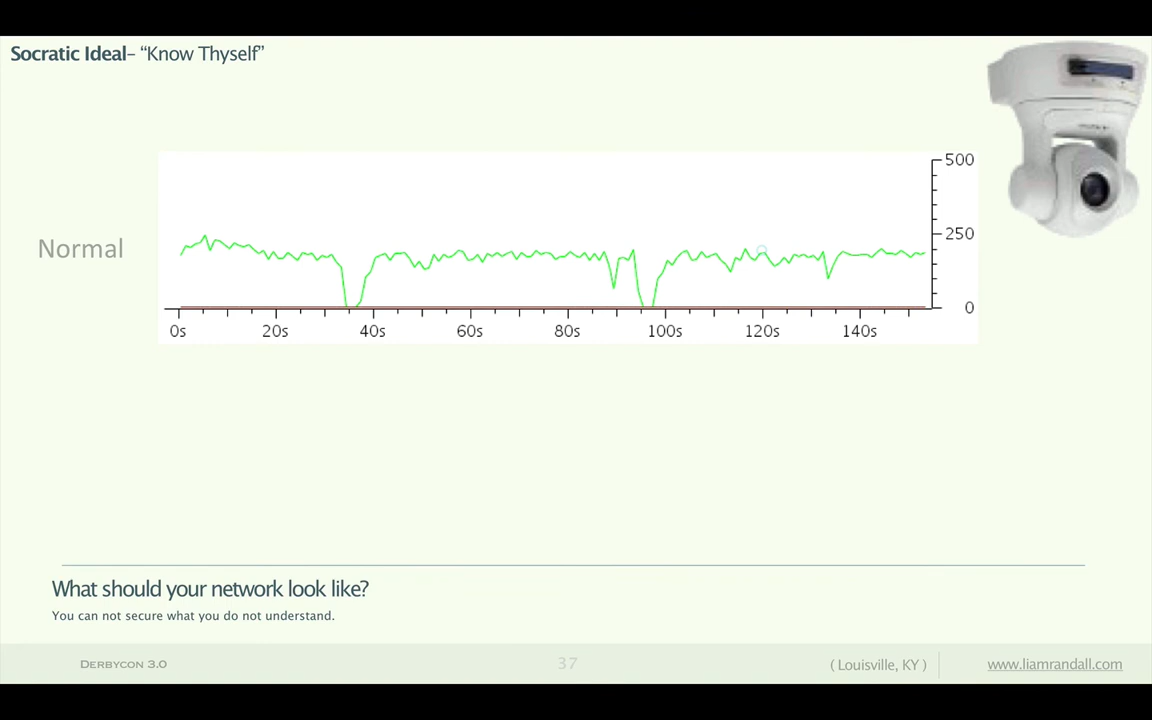 Socratic Ideal– “Know Thyself”
Normal
500
250
0
0s 20s 40s 60s 80s 100s 120s 140s
What should your network look like?
You can not secure what you do not understand.
Derbycon 3.0 37 ( Louisville, KY ) www.liamrandall.com